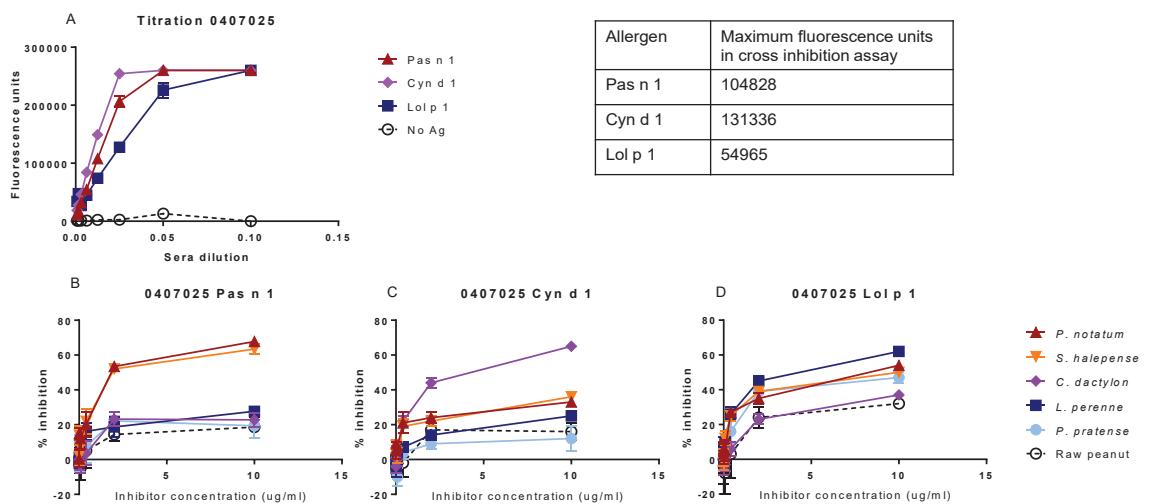 A
Titration 0407025
Fluorescence units
300000
200000
100000
0
0.00 0.05 0.10 0.15
Sera dilution
Pas n 1
Cyn d 1
Lol p 1
No Ag
Allergen
Maximum fluorescence units
in cross inhibition assay
Pas n 1 104828
Cyn d 1 131336
Lol p 1 54965
B
0407025 Pas n 1
% inhibition
80
60
40
20
0
-20
5 10 15
Inhibitor concentration (ug/ml)
C
0407025 Cyn d 1
% inhibition
80
60
40
20
0
-20
5 10 15
Inhibitor concentration (ug/ml)
D
0407025 Lol p 1
% inhibition
80
60
40
20
0
-20
5 10 15
Inhibitor concentration (ug/ml)
P. notatum
S. halepense
C. dactylon
L. perenne
P. pratense
Raw peanut